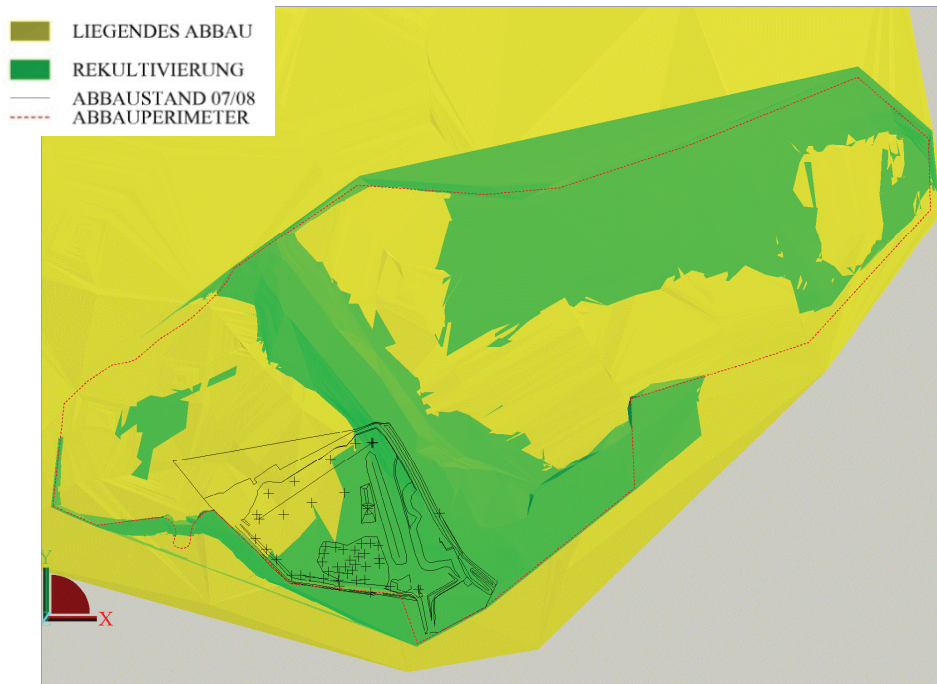 LIEGENDES ABBAU
REKULTIVIERUNG
ABBAUSTAND 07/08
ABBAUPERIMETER
Y
X